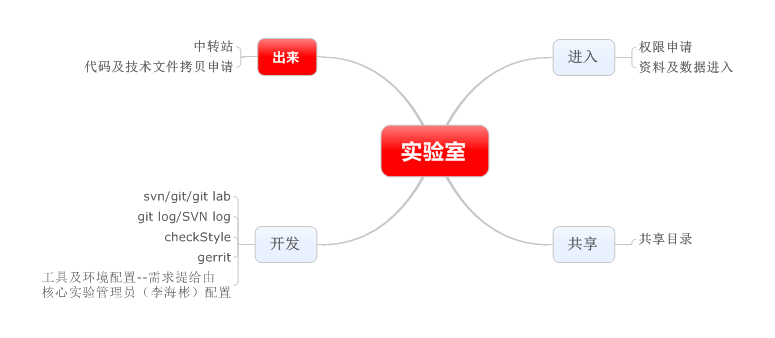 实验室
进入
权限申请
资料及数据进入
共享
共享目录
出来
中转站
代码及技术文件拷贝申请
开发
svn/git/git lab
git log/SVN log
checkStyle
gerrit
工具及环境配置--需求提给由
核心实验管理员（李海彬）配置